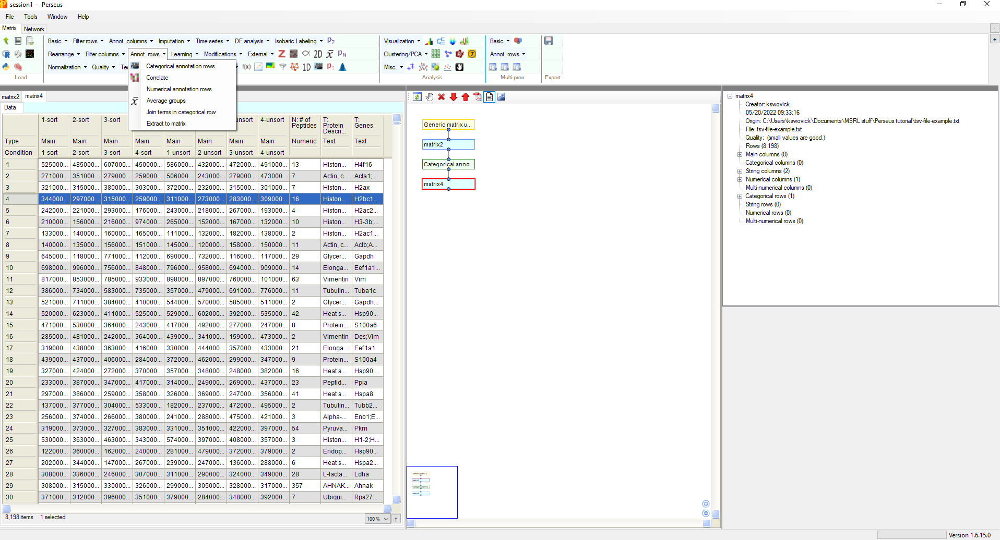 session1 - Perseus
File Tools Window Help
Matrix Network
Basic Filter rows Annot. columns Imputation Time series DE analysis Isobaric Labeling p2 Visualization Basic
Rearrange Filter columns Annot. rows Learning Modifications External Z 2D x PN Clustering/PCA 7 Annot. rows
Normalization Quality Te f(x) 1D P1 Misc.
Load Analysis Multi-proc. Export
Categorical annotation rows
Correlate
Numerical annotation rows
Average groups
Join terms in categorical row
Extract to matrix
matrix2 matrix4
Data
1-sort 2-sort 3-sort unsort 4-unsort N: # of Peptides T: Protein Descri... T: Genes
Type Main Main Main Main Main Main Main Main Numeric Text Text
Condition 1-sort 2-sort 3-sort 4-sort 1-unsort 2-unsort 3-unsort 4-unsort
1 525000... 485000... 607000... 450000... 586000... 432000... 472000... 491000... 13 Histon... H4f16
2 271000... 351000... 279000... 259000... 506000... 243000... 279000... 473000... 7 Actin, c... Acta1;...
3 321000... 315000... 380000... 303000... 372000... 232000... 315000... 301000... 7 Histon... H2ax
4 344000... 297000... 315000... 259000... 311000... 273000... 283000... 309000... 16 Histon... H2bc1...
5 242000... 221000... 293000... 176000... 243000... 218000... 267000... 193000... 4 Histon... H2ac2...
6 210000... 156000... 216000... 974000... 265000... 152000... 167000... 132000... 10 Histon... H3-3b;...
7 133000... 140000... 160000... 165000... 111000... 132000... 182000... 138000... 2 Histon... H2ac1...
8 140000... 135000... 156000... 151000... 145000... 120000... 158000... 150000... 11 Actin, c... Actb;A...
9 645000... 118000... 771000... 112000... 690000... 732000... 116000... 117000... 29 Glycer... Gapdh
10 698000... 996000... 756000... 848000... 796000... 958000... 694000... 909000... 14 Elonga... Eef1a1...
11 817000... 853000... 785000... 933000... 898000... 897000... 760000... 101000... 63 Vimentin Vim
12 386000... 734000... 583000... 735000... 357000... 479000... 691000... 776000... 11 Tubulin... Tuba1c
13 521000... 711000... 384000... 410000... 544000... 570000... 585000... 511000... 2 Glycer... Gapdh...
14 520000... 623000... 411000... 525000... 529000... 602000... 392000... 535000... 42 Heat s... Hsp90...
15 471000... 530000... 364000... 243000... 417000... 492000... 277000... 247000... 8 Protein... S100a6
16 285000... 481000... 242000... 364000... 439000... 341000... 159000... 473000... 2 Vimentin Des;Vim
17 319000... 438000... 363000... 416000... 330000... 444000... 357000... 433000... 21 Elonga... Eef1a1
18 439000... 437000... 406000... 284000... 372000... 462000... 299000... 347000... 9 Protein... S100a4
19 327000... 424000... 272000... 370000... 357000... 348000... 248000... 382000... 16 Heat s... Hsp90...
20 233000... 387000... 347000... 417000... 314000... 249000... 269000... 437000... 23 Peptid... Ppia
21 297000... 386000... 259000... 358000... 326000... 369000... 247000... 356000... 41 Heat s... Hspa8
22 137000... 377000... 304000... 533000... 182000... 237000... 472000... 495000... 2 Tubulin... Tubb2...
23 256000... 374000... 266000... 380000... 241000... 288000... 475000... 421000... 3 Alpha-... Eno1;E...
24 319000... 373000... 327000... 383000... 331000... 351000... 422000... 397000... 54 Pyruva... Pkm
25 530000... 363000... 463000... 343000... 574000... 397000... 408000... 357000... 3 Histon... H1-2;H...
26 122000... 360000... 162000... 240000... 281000... 479000... 372000... 379000... 2 Endop... Hsp90...
27 202000... 344000... 147000... 267000... 239000... 247000... 136000... 288000... 6 Heat s... Hspa2...
28 308000... 336000... 246000... 307000... 311000... 290000... 324000... 349000... 28 L-lacta... Ldha
29 308000... 315000... 330000... 326000... 299000... 305000... 328000... 317000... 357 AHNAK... Ahnak
30 371000... 312000... 396000... 351000... 379000... 284000... 348000... 392000... 7 Ubiqui... Rps27...
8,198 items 1 selected
100 %
Generic matrix u...
matrix2
Categorical anno...
matrix4
matrix4
Creator: kswovick
05/20/2022 09:33:16
Origin: C:\Users\kswovick\Documents\MSRL stuff\Perseus tutorial\tsv-file-example.txt
File: tsv-file-example.txt
Quality: (small values are good.)
Rows (8,198)
Main columns (8)
Categorical columns (0)
String columns (2)
Numerical columns (1)
Multi-numerical columns (0)
Categorical rows (1)
String rows (0)
Numerical rows (0)
Multi-numerical rows (0)
Version 1.6.15.0